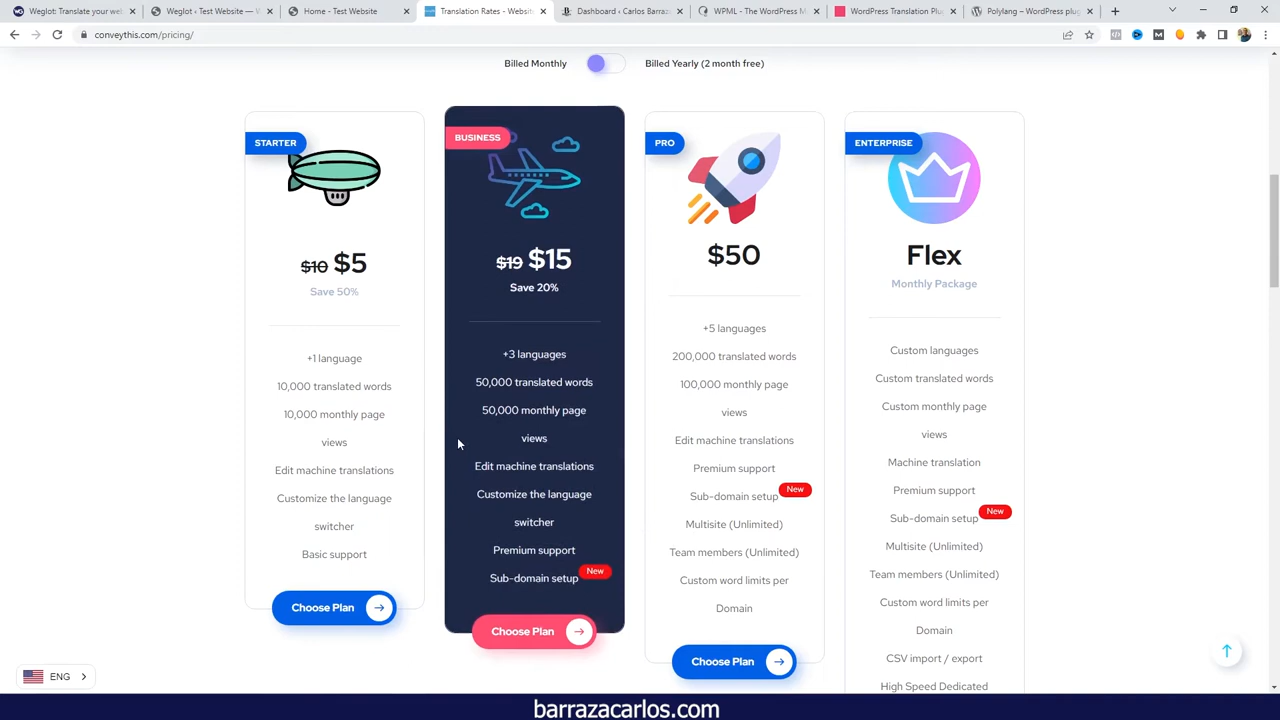 Weglot: Translate your webs
Weglot ‹ Test Website — W
Home - Test Website
Translation Rates - Website
Dashboard • Carlos Barraz
WPML - The WordPress M
WordPress Translation Plug
Polylang – WordPress plug
conveythis.com/pricing/
Billed Monthly
Billed Yearly (2 month free)
STARTER
$10 $5
Save 50%
+1 language
10,000 translated words
10,000 monthly page
views
Edit machine translations
Customize the language
switcher
Basic support
Choose Plan
BUSINESS
$19 $15
Save 20%
+3 languages
50,000 translated words
50,000 monthly page
views
Edit machine translations
Customize the language
switcher
Premium support
Sub-domain setup New
Choose Plan
PRO
$50
+5 languages
200,000 translated words
100,000 monthly page
views
Edit machine translations
Premium support
Sub-domain setup New
Multisite (Unlimited)
Team members (Unlimited)
Custom word limits per
Domain
Choose Plan
ENTERPRISE
Flex
Monthly Package
Custom languages
Custom translated words
Custom monthly page
views
Machine translation
Premium support
Sub-domain setup New
Multisite (Unlimited)
Team members (Unlimited)
Custom word limits per
Domain
CSV import / export
High Speed Dedicated
ENG
barrazacarlos.com